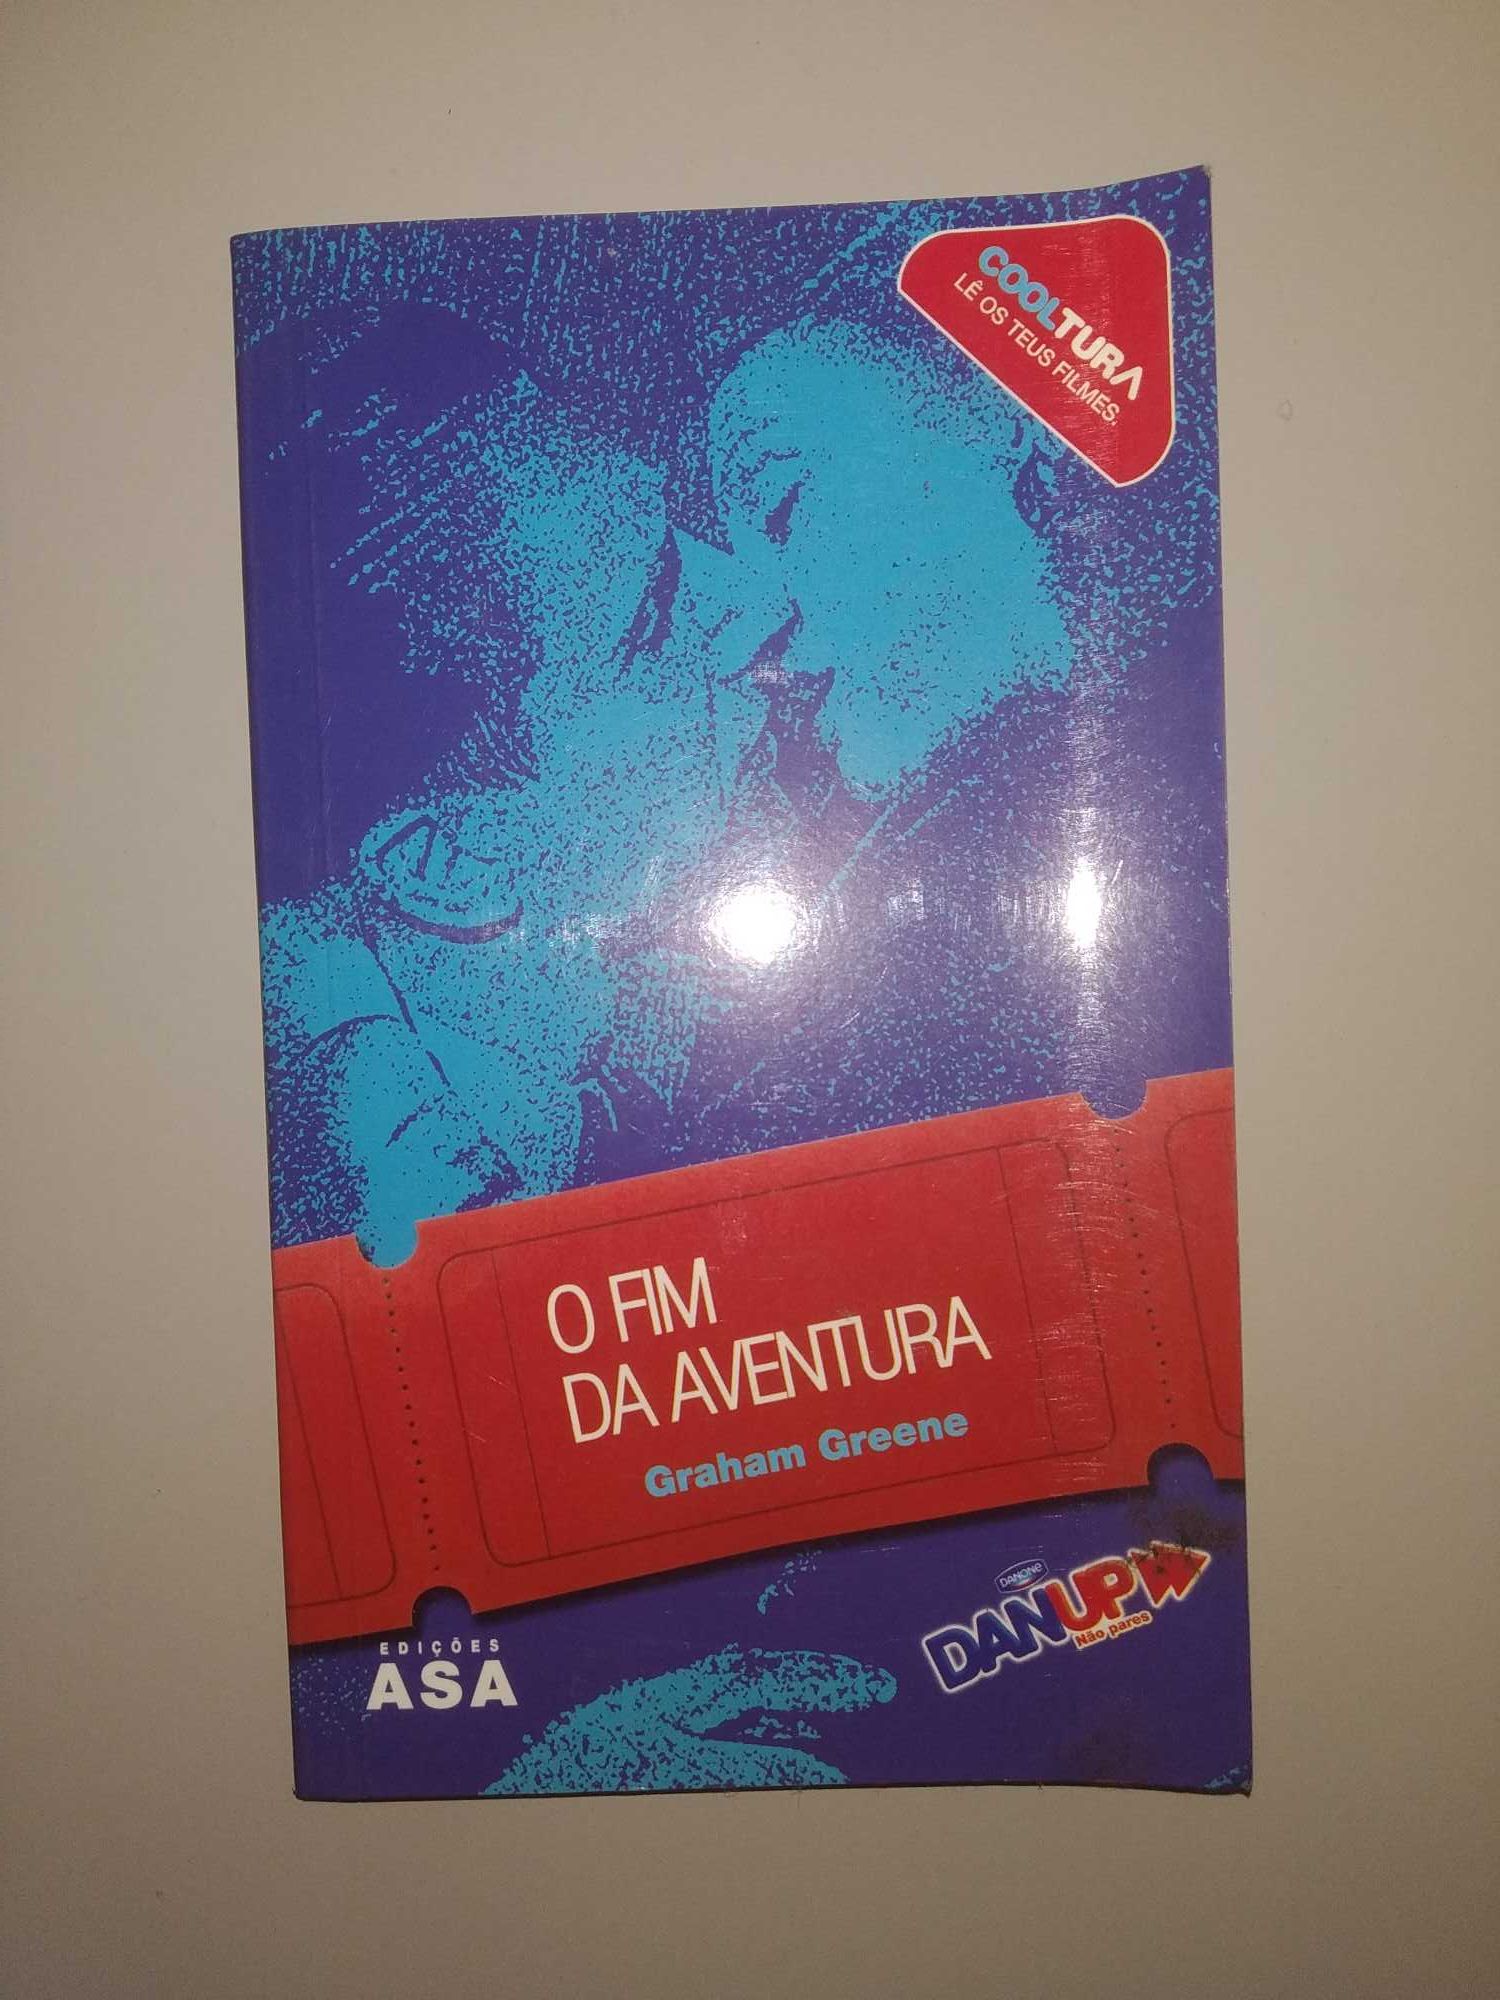 COOLTURA
LÊ OS TEUS FILMES.
O FIM
DA AVENTURA
Graham Greene
DANONE
DANUP
Não pares
EDIÇÕES
ASA